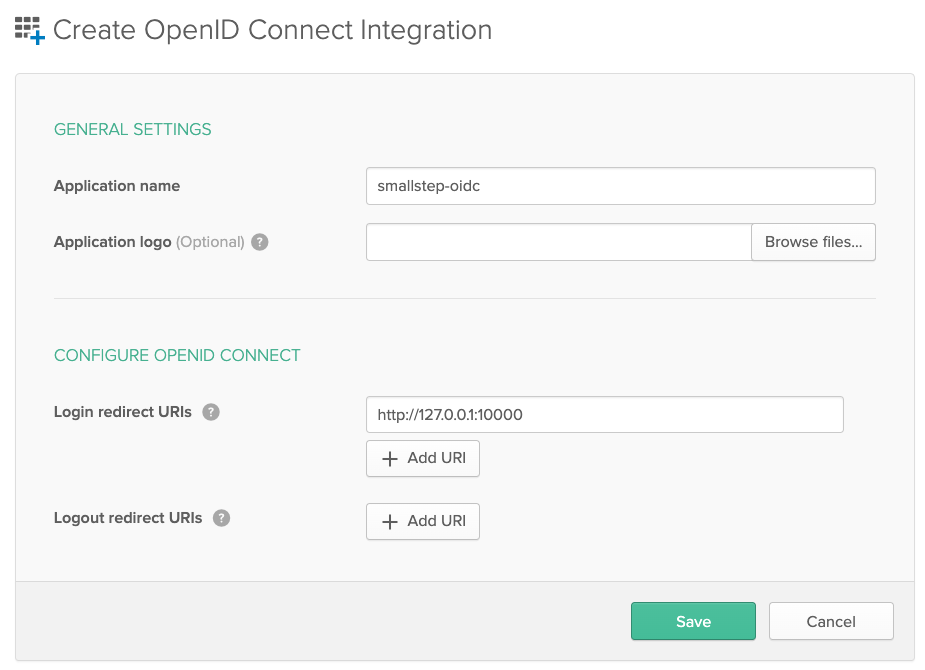 Create OpenID Connect Integration
GENERAL SETTINGS
Application name
smallstep-oidc
Application logo (Optional) ?
Browse files...
CONFIGURE OPENID CONNECT
Login redirect URIs ?
http://127.0.0.1:10000
+ Add URI
Logout redirect URIs ?
+ Add URI
Save
Cancel